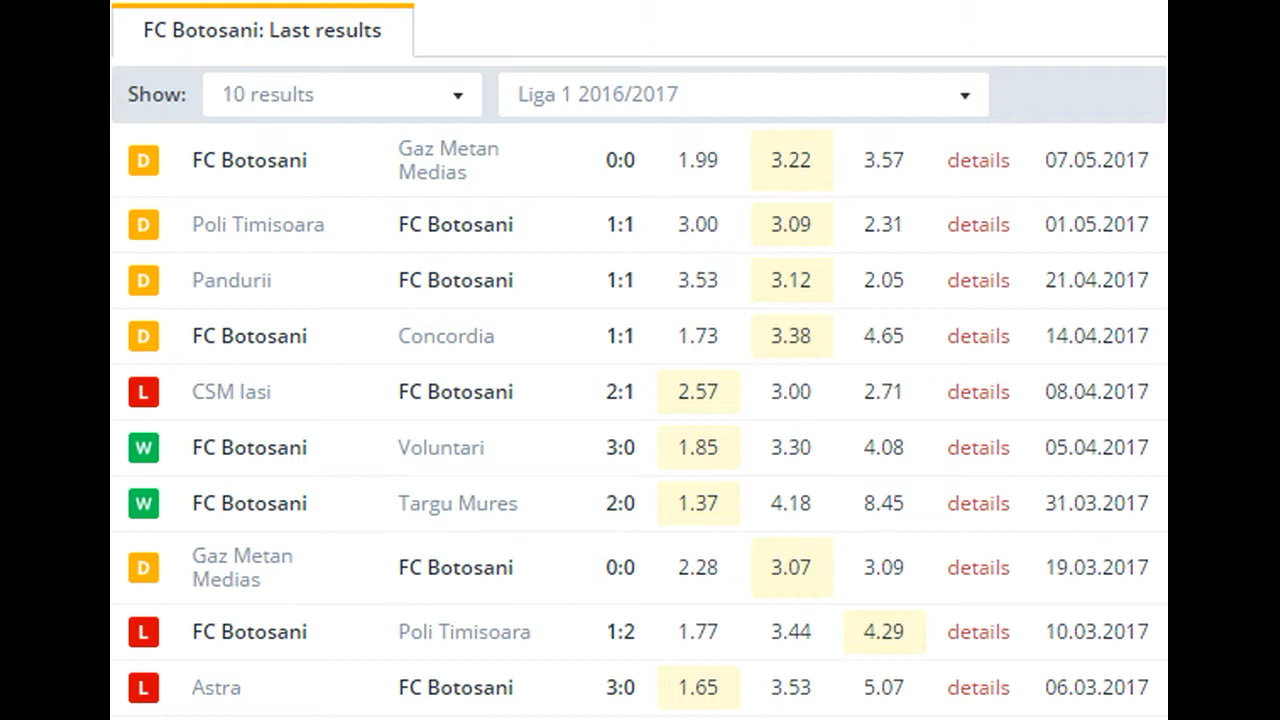 FC Botosani: Last results
Show: 10 results Liga 1 2016/2017
D FC Botosani Gaz Metan Medias 0:0 1.99 3.22 3.57 details 07.05.2017
D Poli Timisoara FC Botosani 1:1 3.00 3.09 2.31 details 01.05.2017
D Pandurii FC Botosani 1:1 3.53 3.12 2.05 details 21.04.2017
D FC Botosani Concordia 1:1 1.73 3.38 4.65 details 14.04.2017
L CSM Iasi FC Botosani 2:1 2.57 3.00 2.71 details 08.04.2017
W FC Botosani Voluntari 3:0 1.85 3.30 4.08 details 05.04.2017
W FC Botosani Targu Mures 2:0 1.37 4.18 8.45 details 31.03.2017
D Gaz Metan Medias FC Botosani 0:0 2.28 3.07 3.09 details 19.03.2017
L FC Botosani Poli Timisoara 1:2 1.77 3.44 4.29 details 10.03.2017
L Astra FC Botosani 3:0 1.65 3.53 5.07 details 06.03.2017